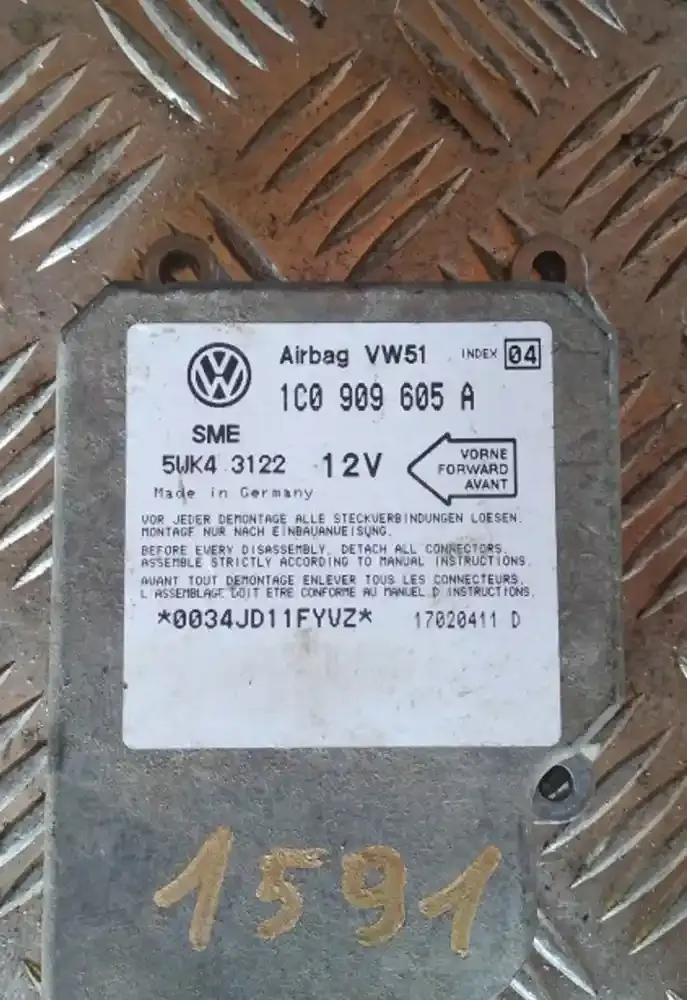 Airbag VW51 INDEX 04
1C0 909 605 A
SME
5WK4 3122 12V
VORNE
FORWARD
AVANT
Made in Germany
VOR JEDER DEMONTAGE ALLE STECKVERBINDUNGEN LOESEN.
MONTAGE NUR NACH EINBAUANWEISUNG.
BEFORE EVERY DISASSEMBLY, DETACH ALL CONNECTORS.
ASSEMBLE STRICTLY ACCORDING TO MANUAL INSTRUCTIONS.
AVANT TOUT DEMONTAGE ENLEVER TOUS LES CONNECTEURS.
L ASSEMBLAGE DOIT ETRE CONFORME AU MANUEL D INSTRUCTIONS.
*0034JD11FYVZ* 17020411 D
1591